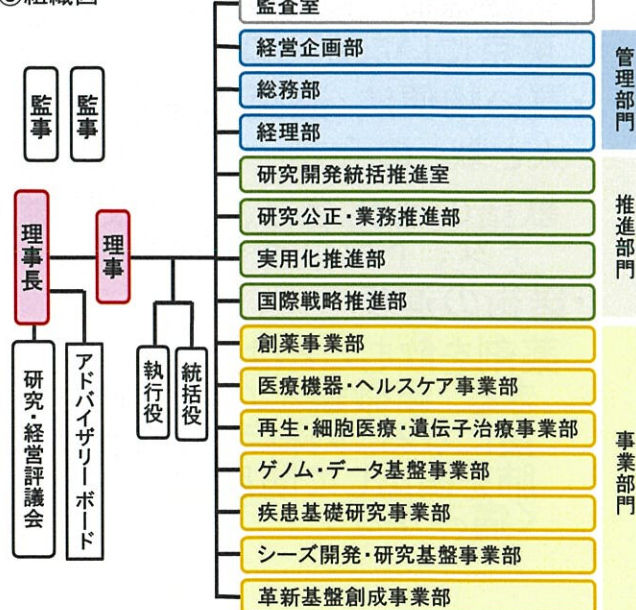 組織図
監査室
経営企画部
総務部
経理部
管理部門
研究開発統括推進室
研究公正・業務推進部
実用化推進部
国際戦略推進部
推進部門
創薬事業部
医療機器・ヘルスケア事業部
再生・細胞医療・遺伝子治療事業部
ゲノム・データ基盤事業部
疾患基礎研究事業部
シーズ開発・研究基盤事業部
革新基盤創成事業部
事業部門
監事
監事
理事長
理事
執行役
統括役
研究・経営評議会
アドバイザリーボード